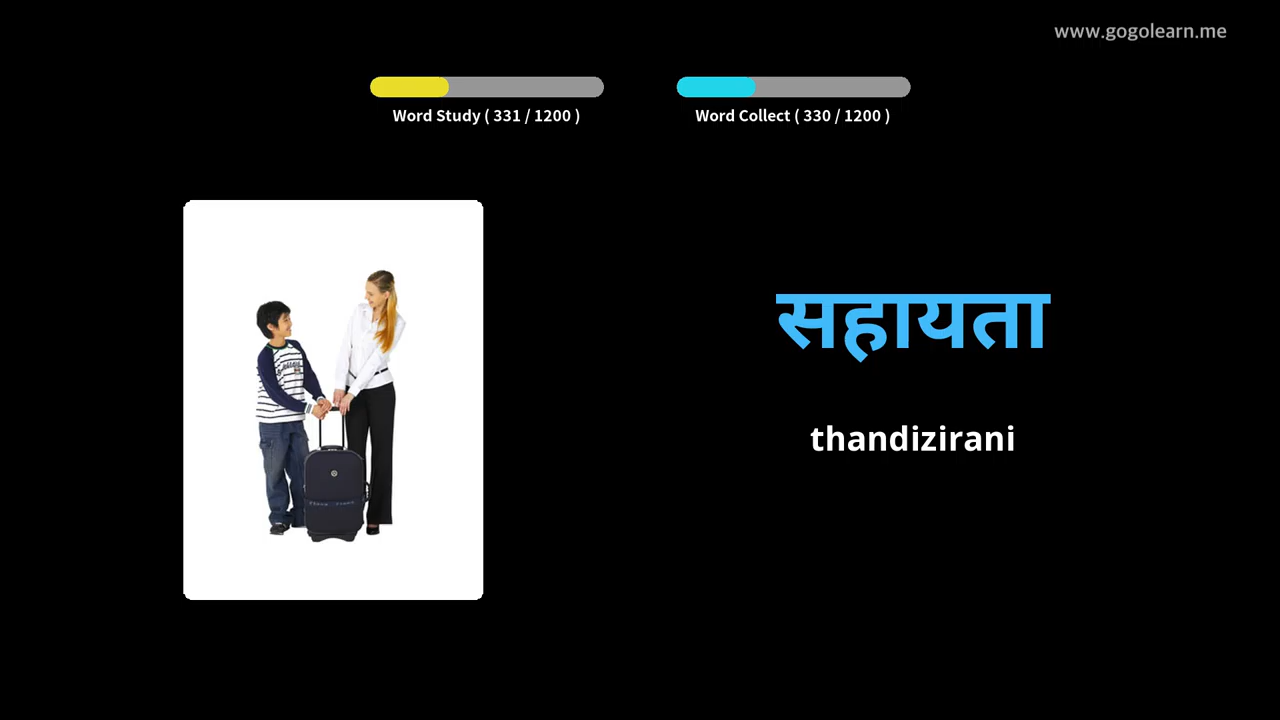 www.gogolearn.me
Word Study ( 331 / 1200 )
Word Collect ( 330 / 1200 )
सहायता
thandizirani